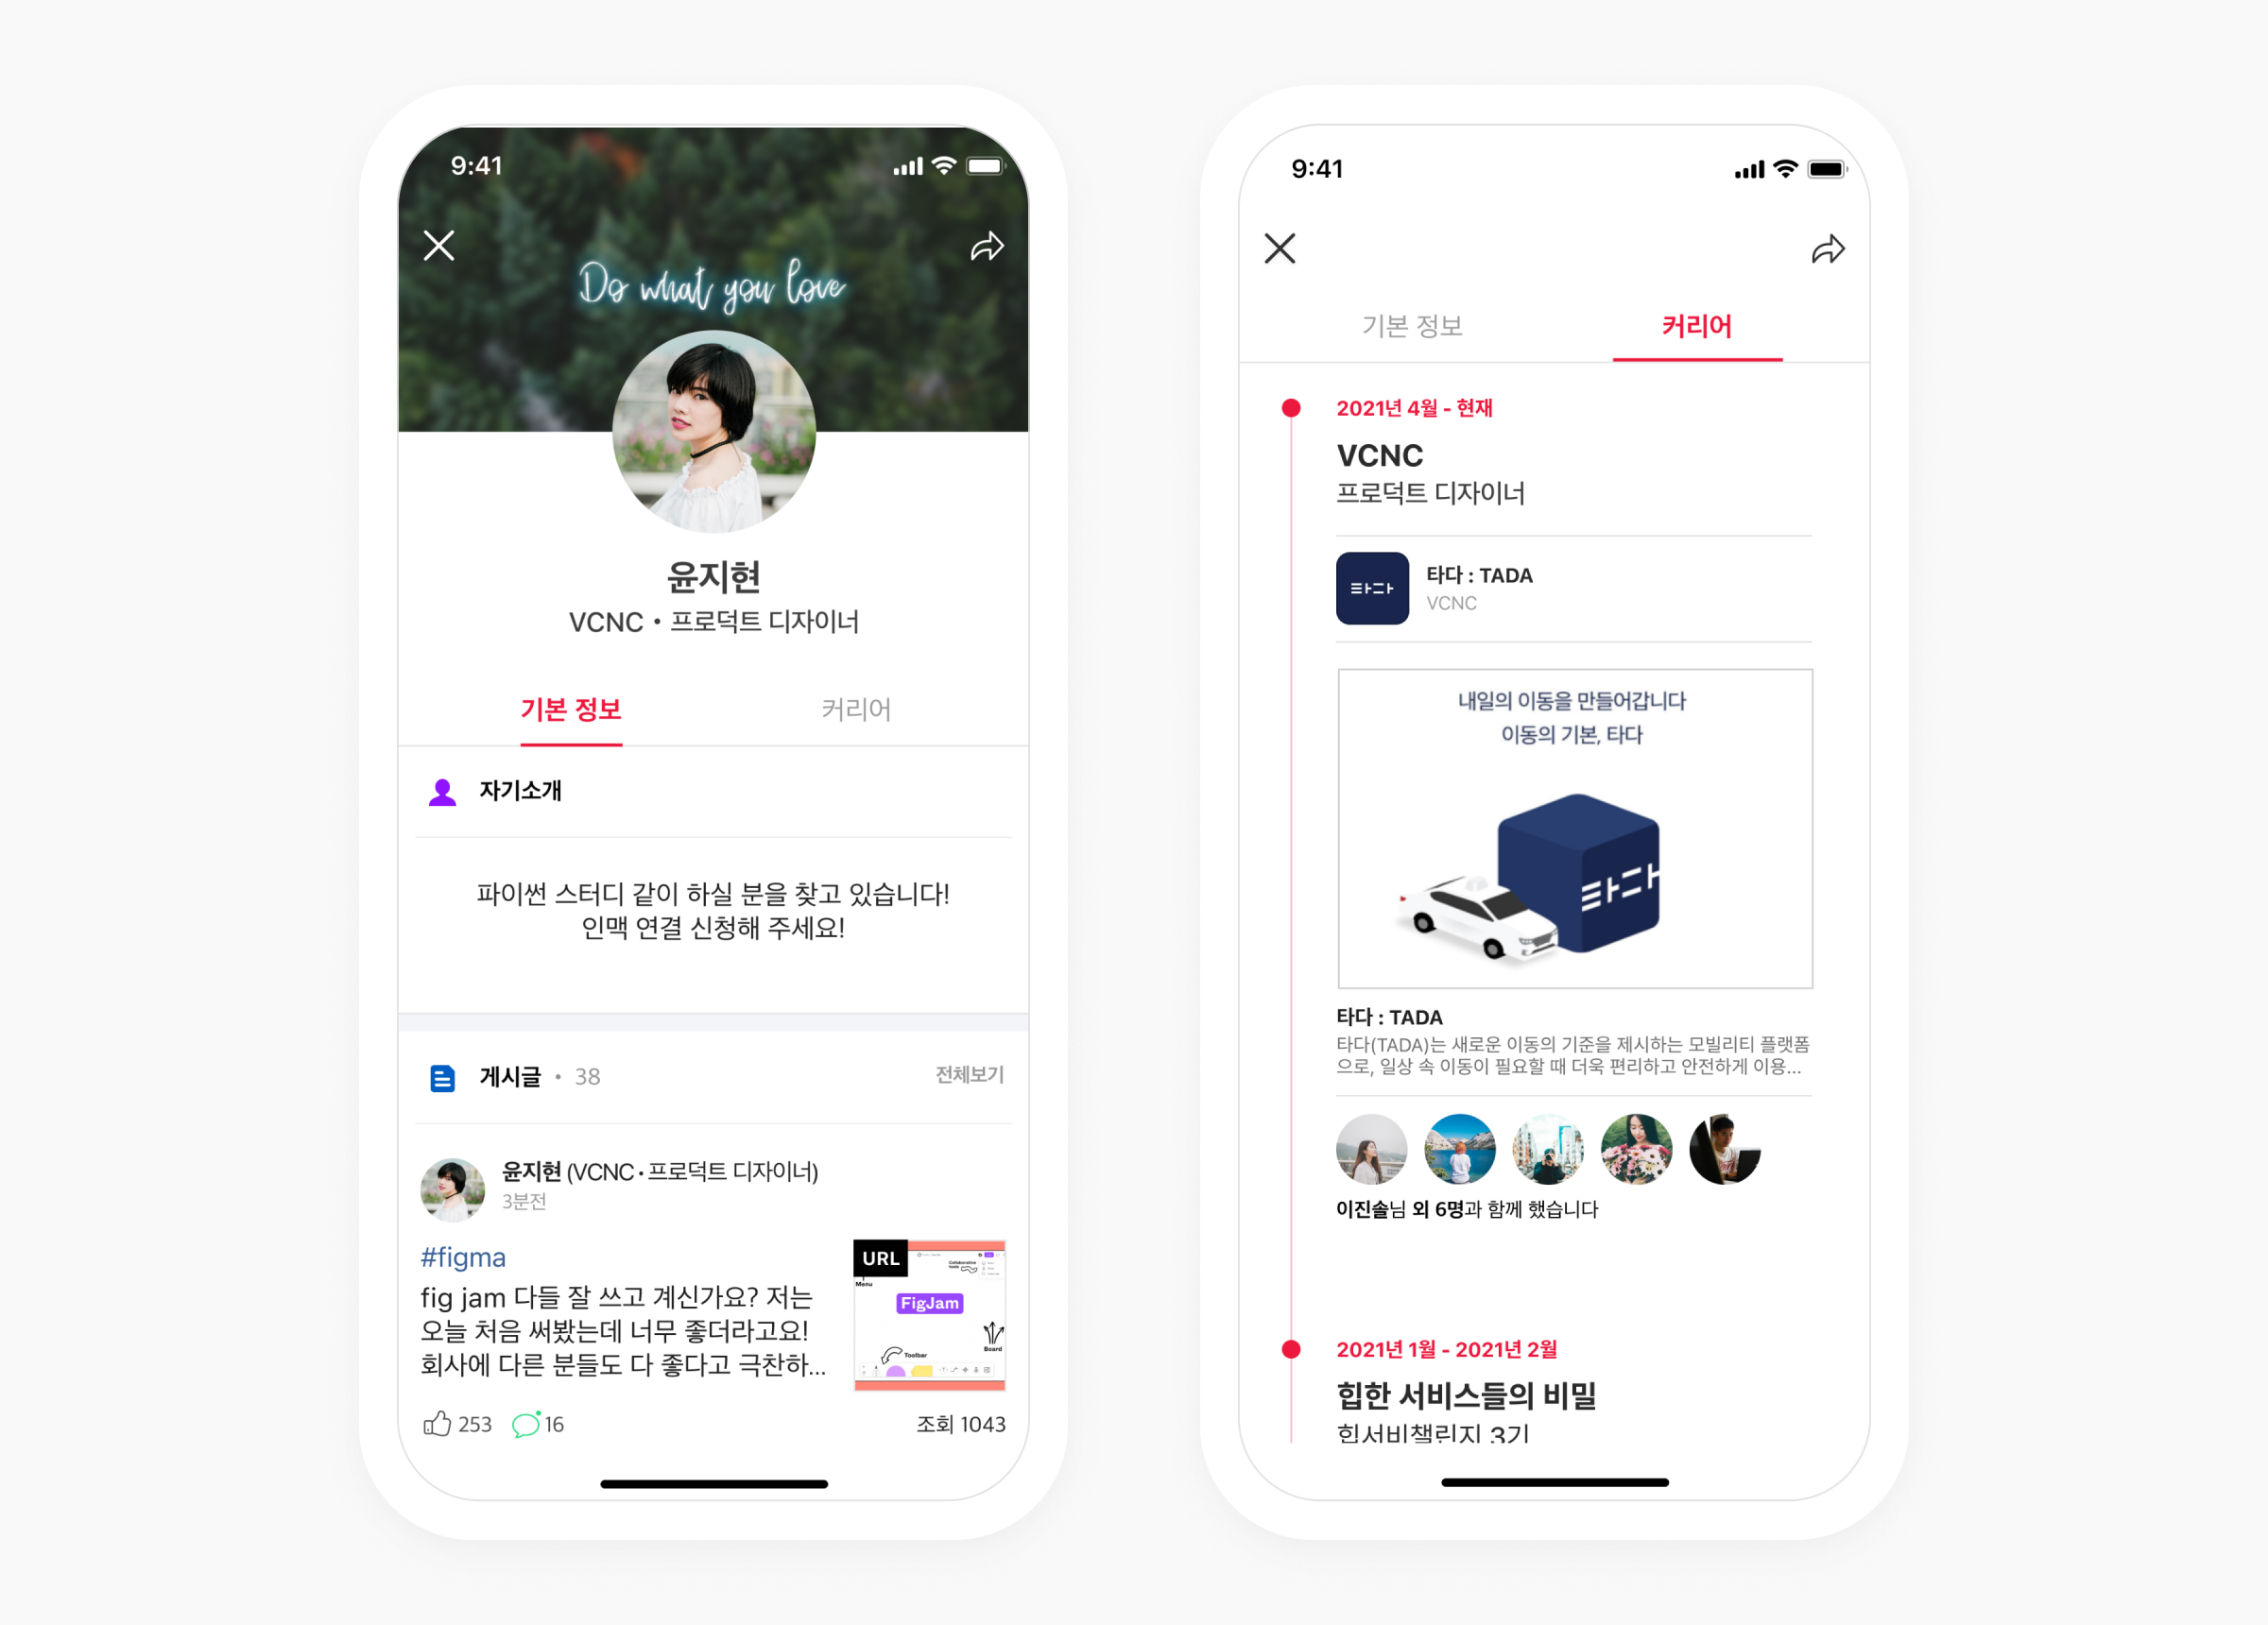 9:41
Do what you love
윤지현
VCNC • 프로덕트 디자이너
기본 정보
커리어
자기소개
파이썬 스터디 같이 하실 분을 찾고 있습니다!
인맥 연결 신청해 주세요!
게시글 • 38
전체보기
윤지현 (VCNC • 프로덕트 디자이너)
3분전
#figma
fig jam 다들 잘 쓰고 계신가요? 저는
오늘 처음 써봤는데 너무 좋더라고요!
회사에 다른 분들도 다 좋다고 극찬하...
URL
Collaborative
tools
Menu
FigJam
Board
Toolbar
253
16
조회 1043
9:41
기본 정보
커리어
2021년 4월 - 현재
VCNC
프로덕트 디자이너
타다
타다 : TADA
VCNC
내일의 이동을 만들어갑니다
이동의 기본, 타다
타다
타다 : TADA
타다(TADA)는 새로운 이동의 기준을 제시하는 모빌리티 플랫폼
으로, 일상 속 이동이 필요할 때 더욱 편리하고 안전하게 이용...
이진솔님 외 6명과 함께 했습니다
2021년 1월 - 2021년 2월
힙한 서비스들의 비밀
힙서비챌린지 3기